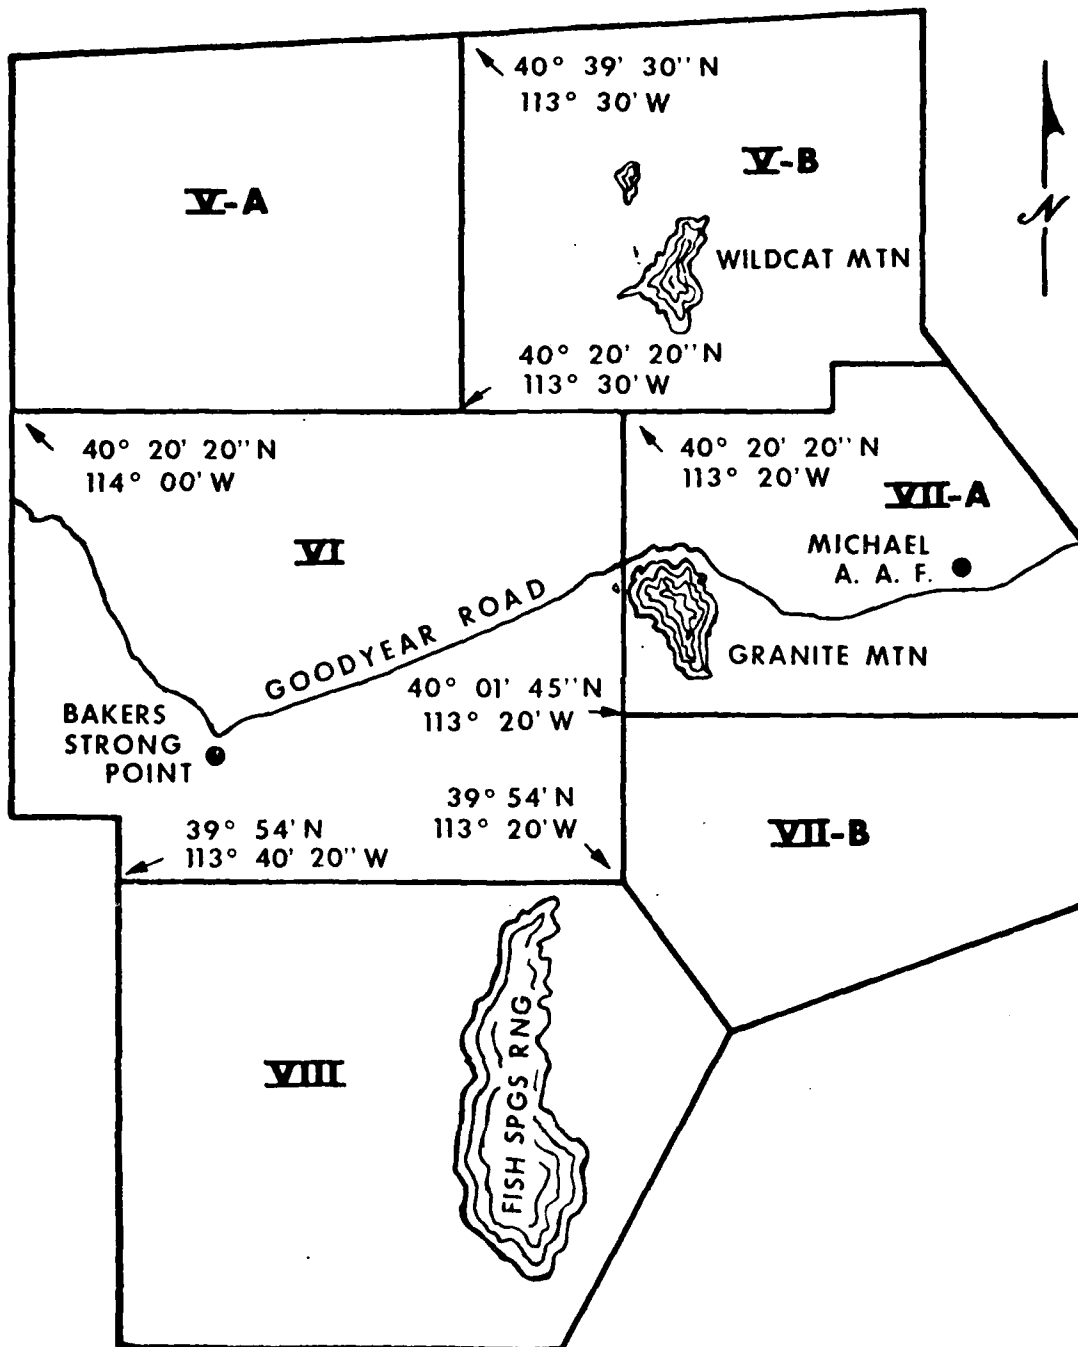 40° 39' 30" N
113° 30' W
V-A
V-B
N
WILDCAT MTN
40° 20' 20" N
113° 30' W
40° 20' 20" N
114° 00' W
40° 20' 20" N
113° 20' W
VII-A
VI
MICHAEL
A. A. F.
GOODYEAR ROAD
GRANITE MTN
40° 01' 45" N
113° 20' W
BAKERS
STRONG
POINT
39° 54' N
113° 20' W
39° 54' N
113° 40' 20" W
VII-B
VIII
FISH SPGS RNG